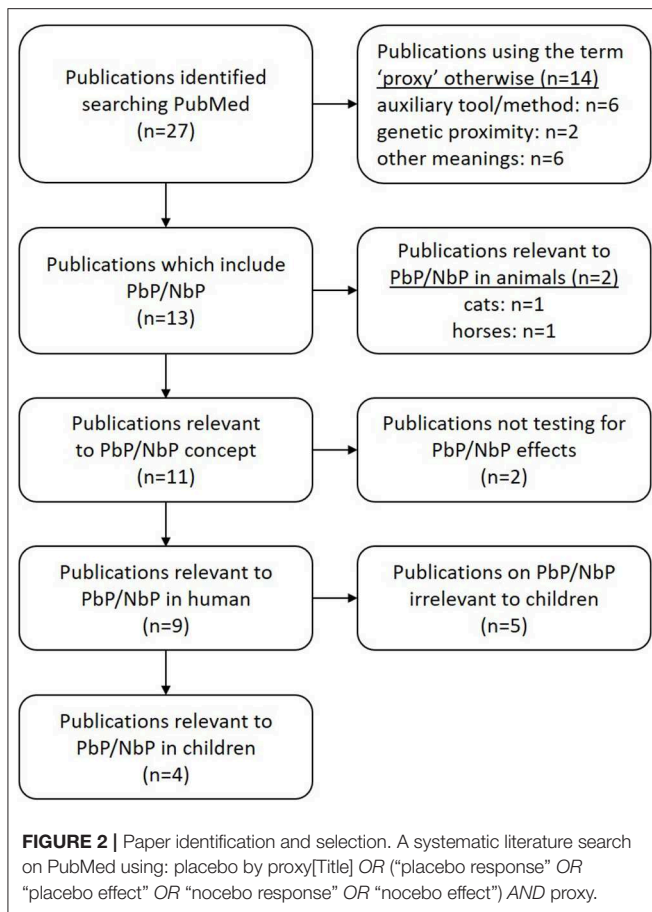 Publications identified
searching PubMed
(n=27)
Publications using the term
‘proxy’ otherwise (n=14)
auxiliary tool/method: n=6
genetic proximity: n=2
other meanings: n=6
Publications which include
PbP/NbP
(n=13)
Publications relevant to
PbP/NbP in animals (n=2)
cats: n=1
horses: n=1
Publications relevant
to PbP/NbP concept
(n=11)
Publications not testing for
PbP/NbP effects
(n=2)
Publications relevant to
PbP/NbP in human
(n=9)
Publications on PbP/NbP
irrelevant to children
(n=5)
Publications relevant to
PbP/NbP in children
(n=4)
FIGURE 2 | Paper identification and selection. A systematic literature search
on PubMed using: placebo by proxy[Title] OR (“placebo response” OR
“placebo effect” OR “nocebo response” OR “nocebo effect”) AND proxy.